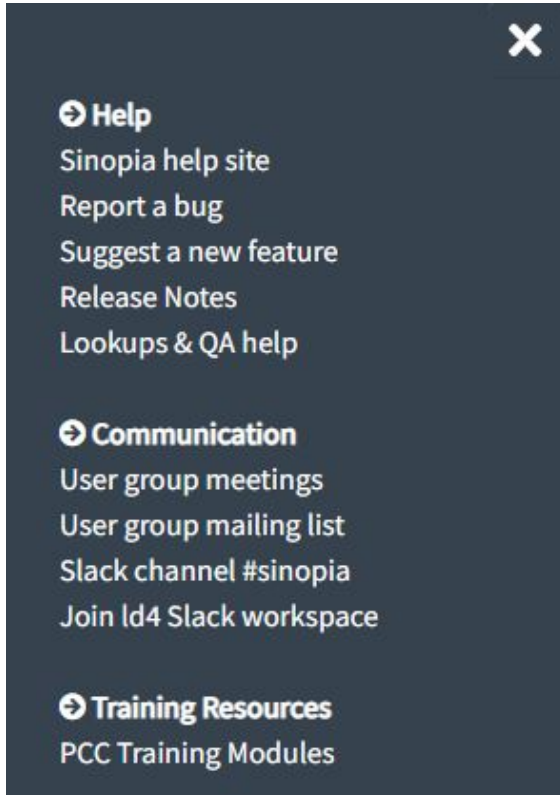 Help
Sinopia help site
Report a bug
Suggest a new feature
Release Notes
Lookups & QA help
Communication
User group meetings
User group mailing list
Slack channel #sinopia
Join ld4 Slack workspace
Training Resources
PCC Training Modules